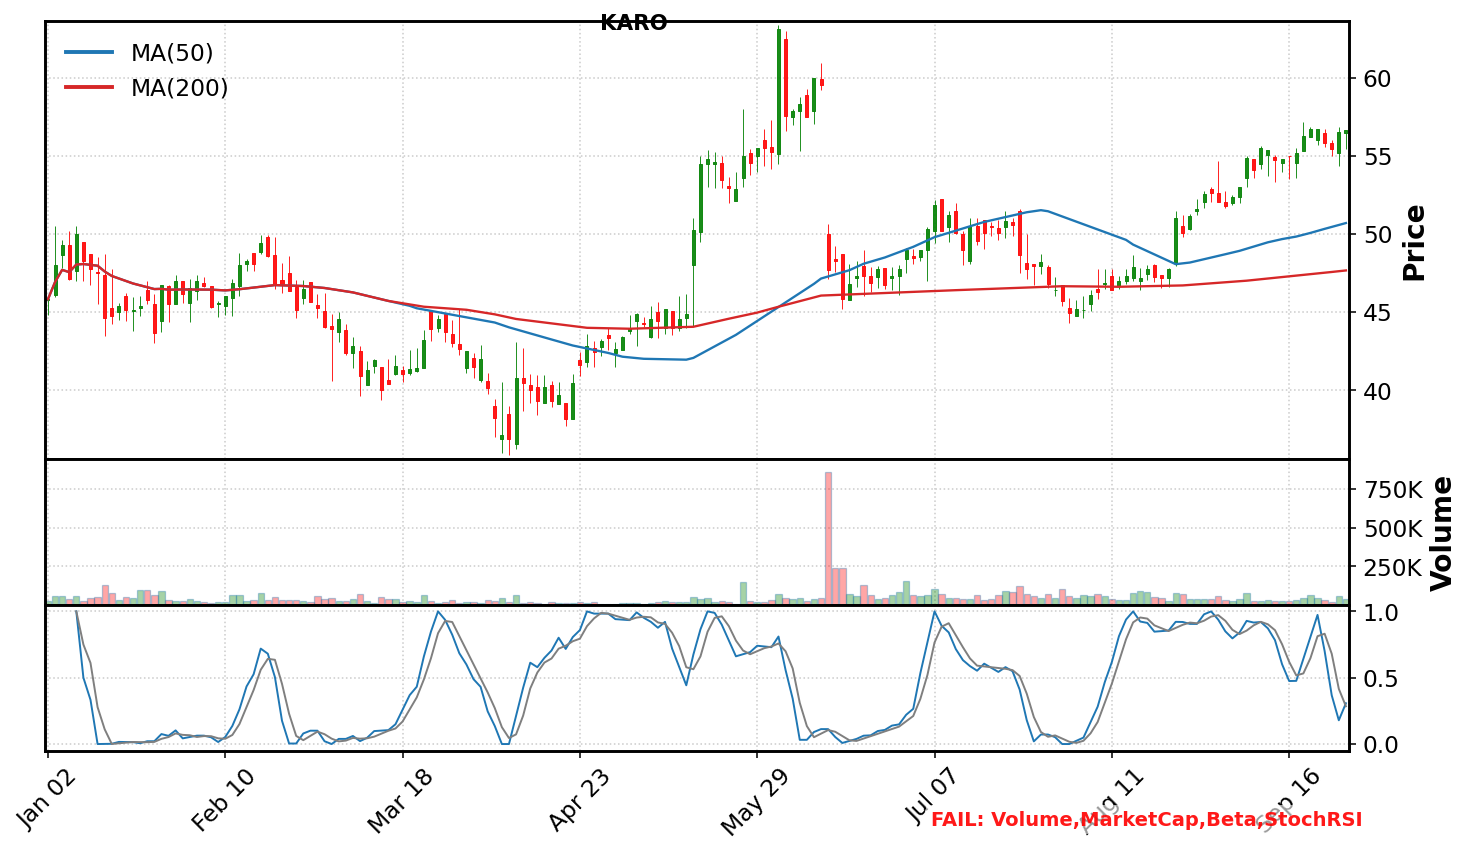 KARO
MA(50)
MA(200)
60
55
50
45
40
Price
750K
500K
250K
Volume
1.0
0.5
0.0
Jan 02
Feb 10
Mar 18
Apr 23
May 29
Jul 07
Aug 11
Sep 16
FAIL: Volume,MarketCap,Beta,StochRSI